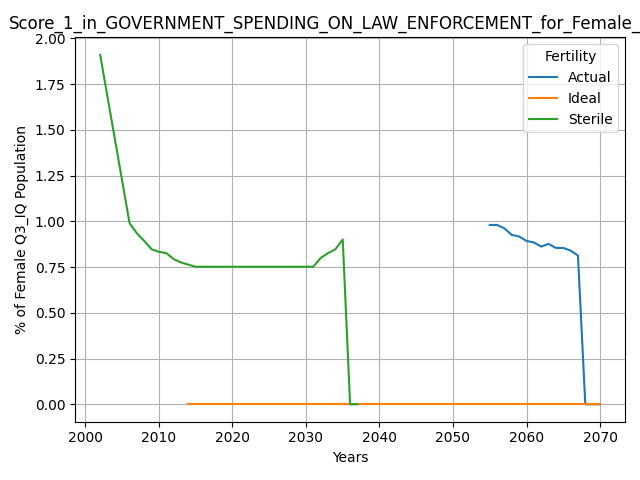 Score_1_in_GOVERNMENT_SPENDING_ON_LAW_ENFORCEMENT_for_Female_
Fertility
Actual
Ideal
Sterile
% of Female Q3_IQ Population
2.00
1.75
1.50
1.25
1.00
0.75
0.50
0.25
0.00
2000 2010 2020 2030 2040 2050 2060 2070
Years